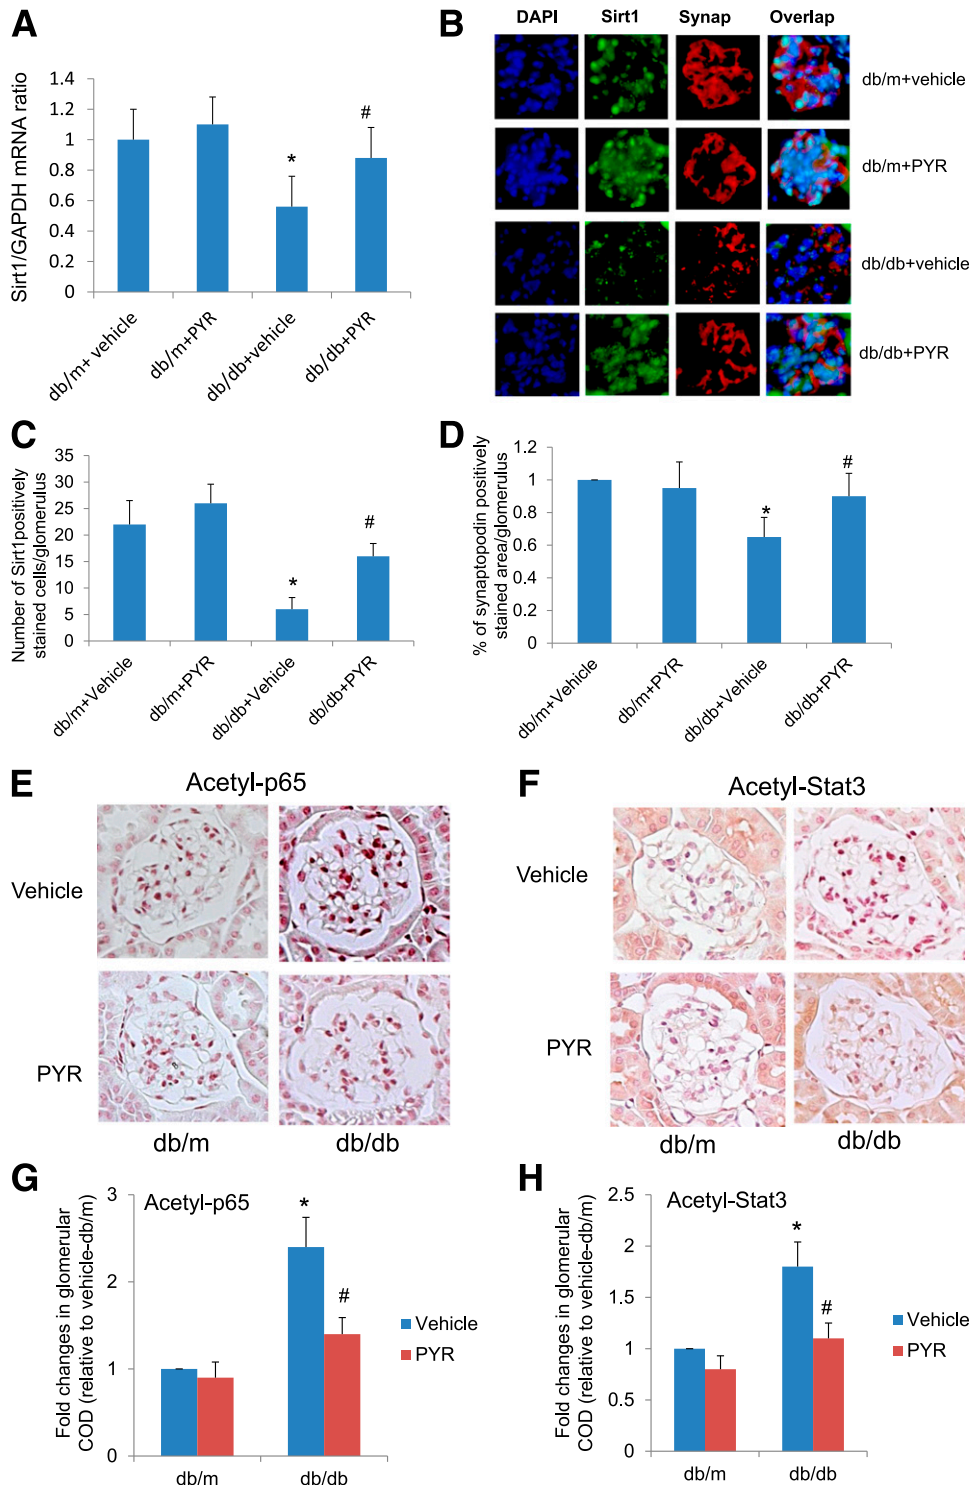 A
Sirt1/GAPDH mRNA ratio
1.4
1.2
1
0.8
0.6
0.4
0.2
0
*
#
db/m+ vehicle
db/m+PYR
db/db+vehicle
db/db+PYR
B
DAPI Sirt1 Synap Overlap
db/m+vehicle
db/m+PYR
db/db+vehicle
db/db+PYR
C
Number of Sirt1positively
stained cells/glomerulus
35
30
25
20
15
10
5
0
*
#
db/m+Vehicle
db/m+PYR
db/db+Vehicle
db/db+PYR
D
% of synaptopodin positively
stained area/glomerulus
1.2
1
0.8
0.6
0.4
0.2
0
*
#
db/m+Vehicle
db/m+PYR
db/db+Vehicle
db/db+PYR
E
Acetyl-p65
Vehicle
PYR
db/m db/db
F
Acetyl-Stat3
Vehicle
PYR
db/m db/db
G
Acetyl-p65
Fold changes in glomerular
COD (relative to vehicle-db/m)
3
2
1
0
*
#
Vehicle
PYR
db/m db/db
H
Acetyl-Stat3
Fold changes in glomerular
COD (relative to vehicle-db/m)
2.5
2
1.5
1
0.5
0
*
#
Vehicle
PYR
db/m db/db